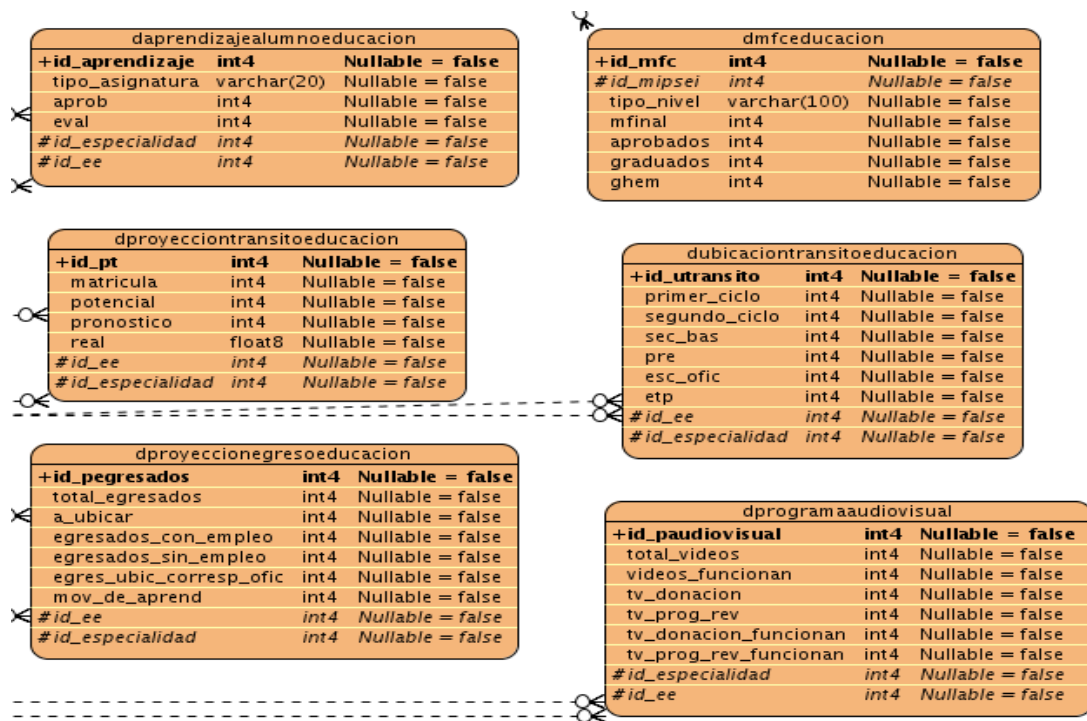 daprendizajealumnoeducacion
+id_aprendizaje int4 Nullable = false
tipo_asignatura varchar(20) Nullable = false
aprob int4 Nullable = false
eval int4 Nullable = false
#id_especialidad int4 Nullable = false
#id_ee int4 Nullable = false
dmfceducacion
+id_mfc int4 Nullable = false
#id_mipsei int4 Nullable = false
tipo_nivel varchar(100) Nullable = false
mfinal int4 Nullable = false
aprobados int4 Nullable = false
graduados int4 Nullable = false
ghem int4 Nullable = false
dproyecciontransitoeducacion
+id_pt int4 Nullable = false
matricula int4 Nullable = false
potencial int4 Nullable = false
pronostico int4 Nullable = false
real float8 Nullable = false
#id_ee int4 Nullable = false
#id_especialidad int4 Nullable = false
dubicaciontransitoeducacion
+id_utransito int4 Nullable = false
primer_ciclo int4 Nullable = false
segundo_ciclo int4 Nullable = false
sec_bas int4 Nullable = false
pre int4 Nullable = false
esc_ofic int4 Nullable = false
etp int4 Nullable = false
#id_ee int4 Nullable = false
#id_especialidad int4 Nullable = false
dproyeccionegresoeducacion
+id_pegresados int4 Nullable = false
total_egresados int4 Nullable = false
a_ubicar int4 Nullable = false
egresados_con_empleo int4 Nullable = false
egresados_sin_empleo int4 Nullable = false
egres_ubic_corresp_ofic int4 Nullable = false
mov_de_aprend int4 Nullable = false
#id_ee int4 Nullable = false
#id_especialidad int4 Nullable = false
dprogramaaudiovisual
+id_paudiovisual int4 Nullable = false
total_videos int4 Nullable = false
videos_funcionan int4 Nullable = false
tv_donacion int4 Nullable = false
tv_prog_rev int4 Nullable = false
tv_donacion_funcionan int4 Nullable = false
tv_prog_rev_funcionan int4 Nullable = false
#id_especialidad int4 Nullable = false
#id_ee int4 Nullable = false